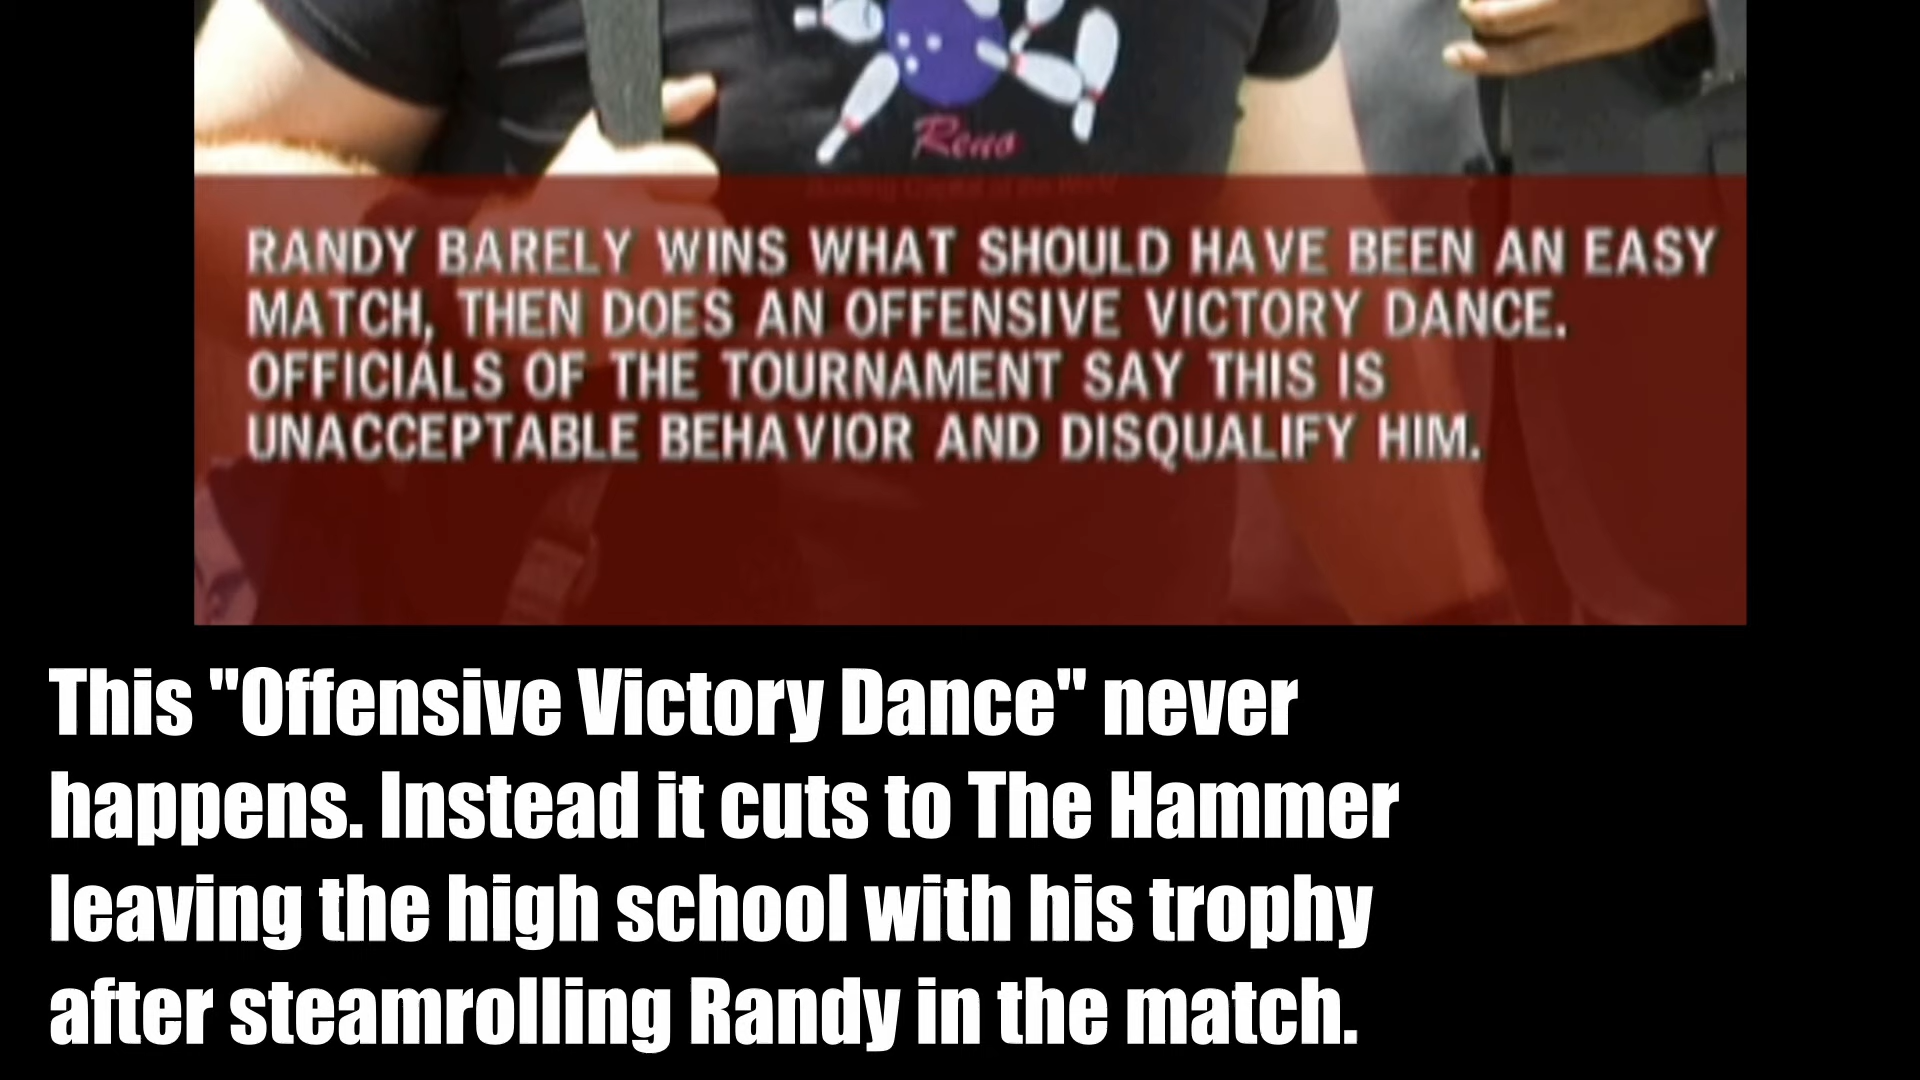 Reno
RANDY BARELY WINS WHAT SHOULD HAVE BEEN AN EASY
MATCH, THEN DOES AN OFFENSIVE VICTORY DANCE.
OFFICIALS OF THE TOURNAMENT SAY THIS IS
UNACCEPTABLE BEHAVIOR AND DISQUALIFY HIM.
This "Offensive Victory Dance" never
happens. Instead it cuts to The Hammer
leaving the high school with his trophy
after steamrolling Randy in the match.